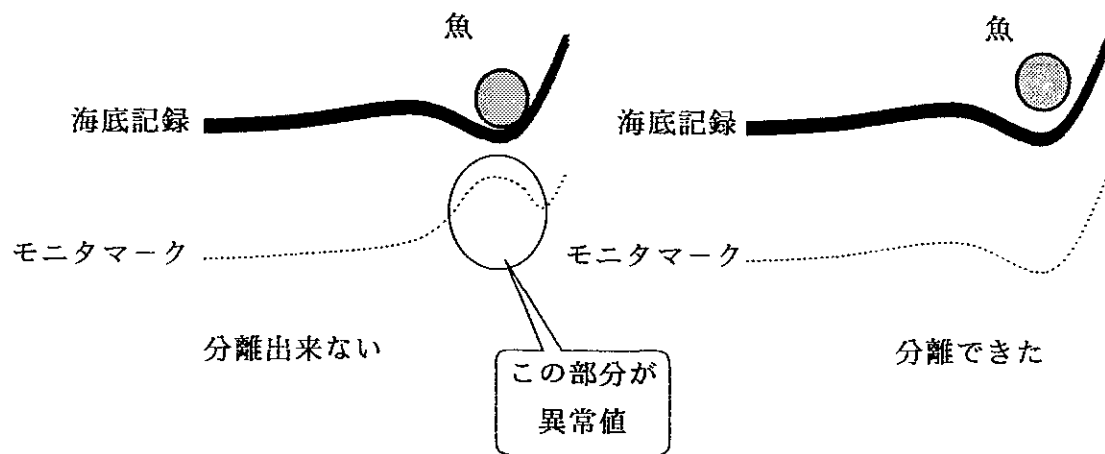 魚
魚
海底記録
海底記録
モニタマーク
モニタマーク
分離出来ない
分離できた
この部分が
異常値